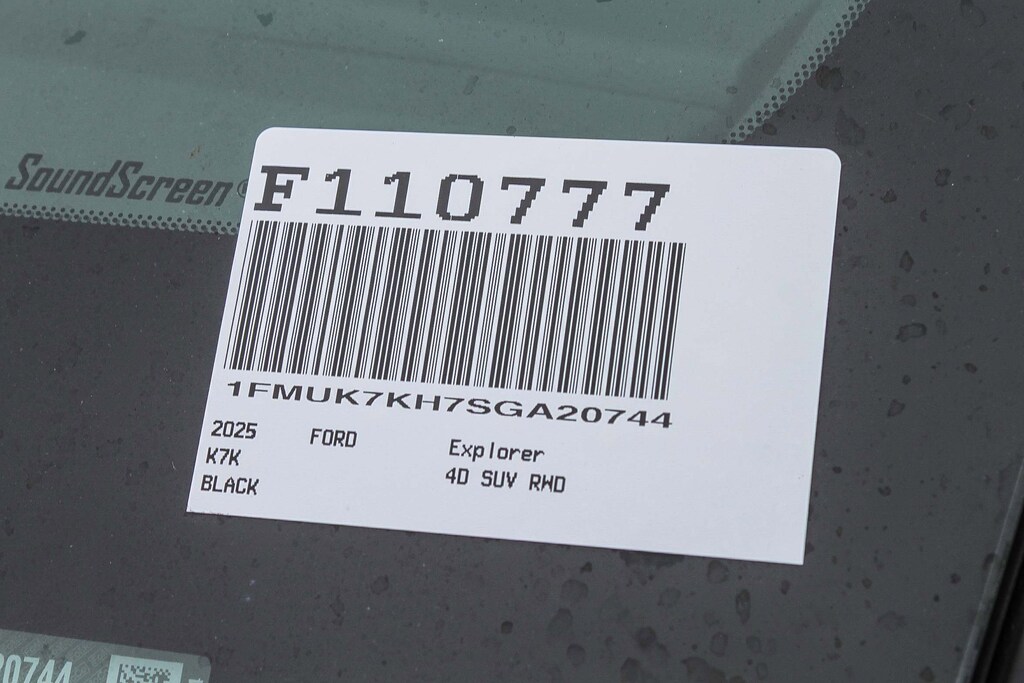 SoundScreen®
F110777
1FMUK7KH7SGA20744
2025 FORD Explorer
K7K 4D SUV RWD
BLACK
20744